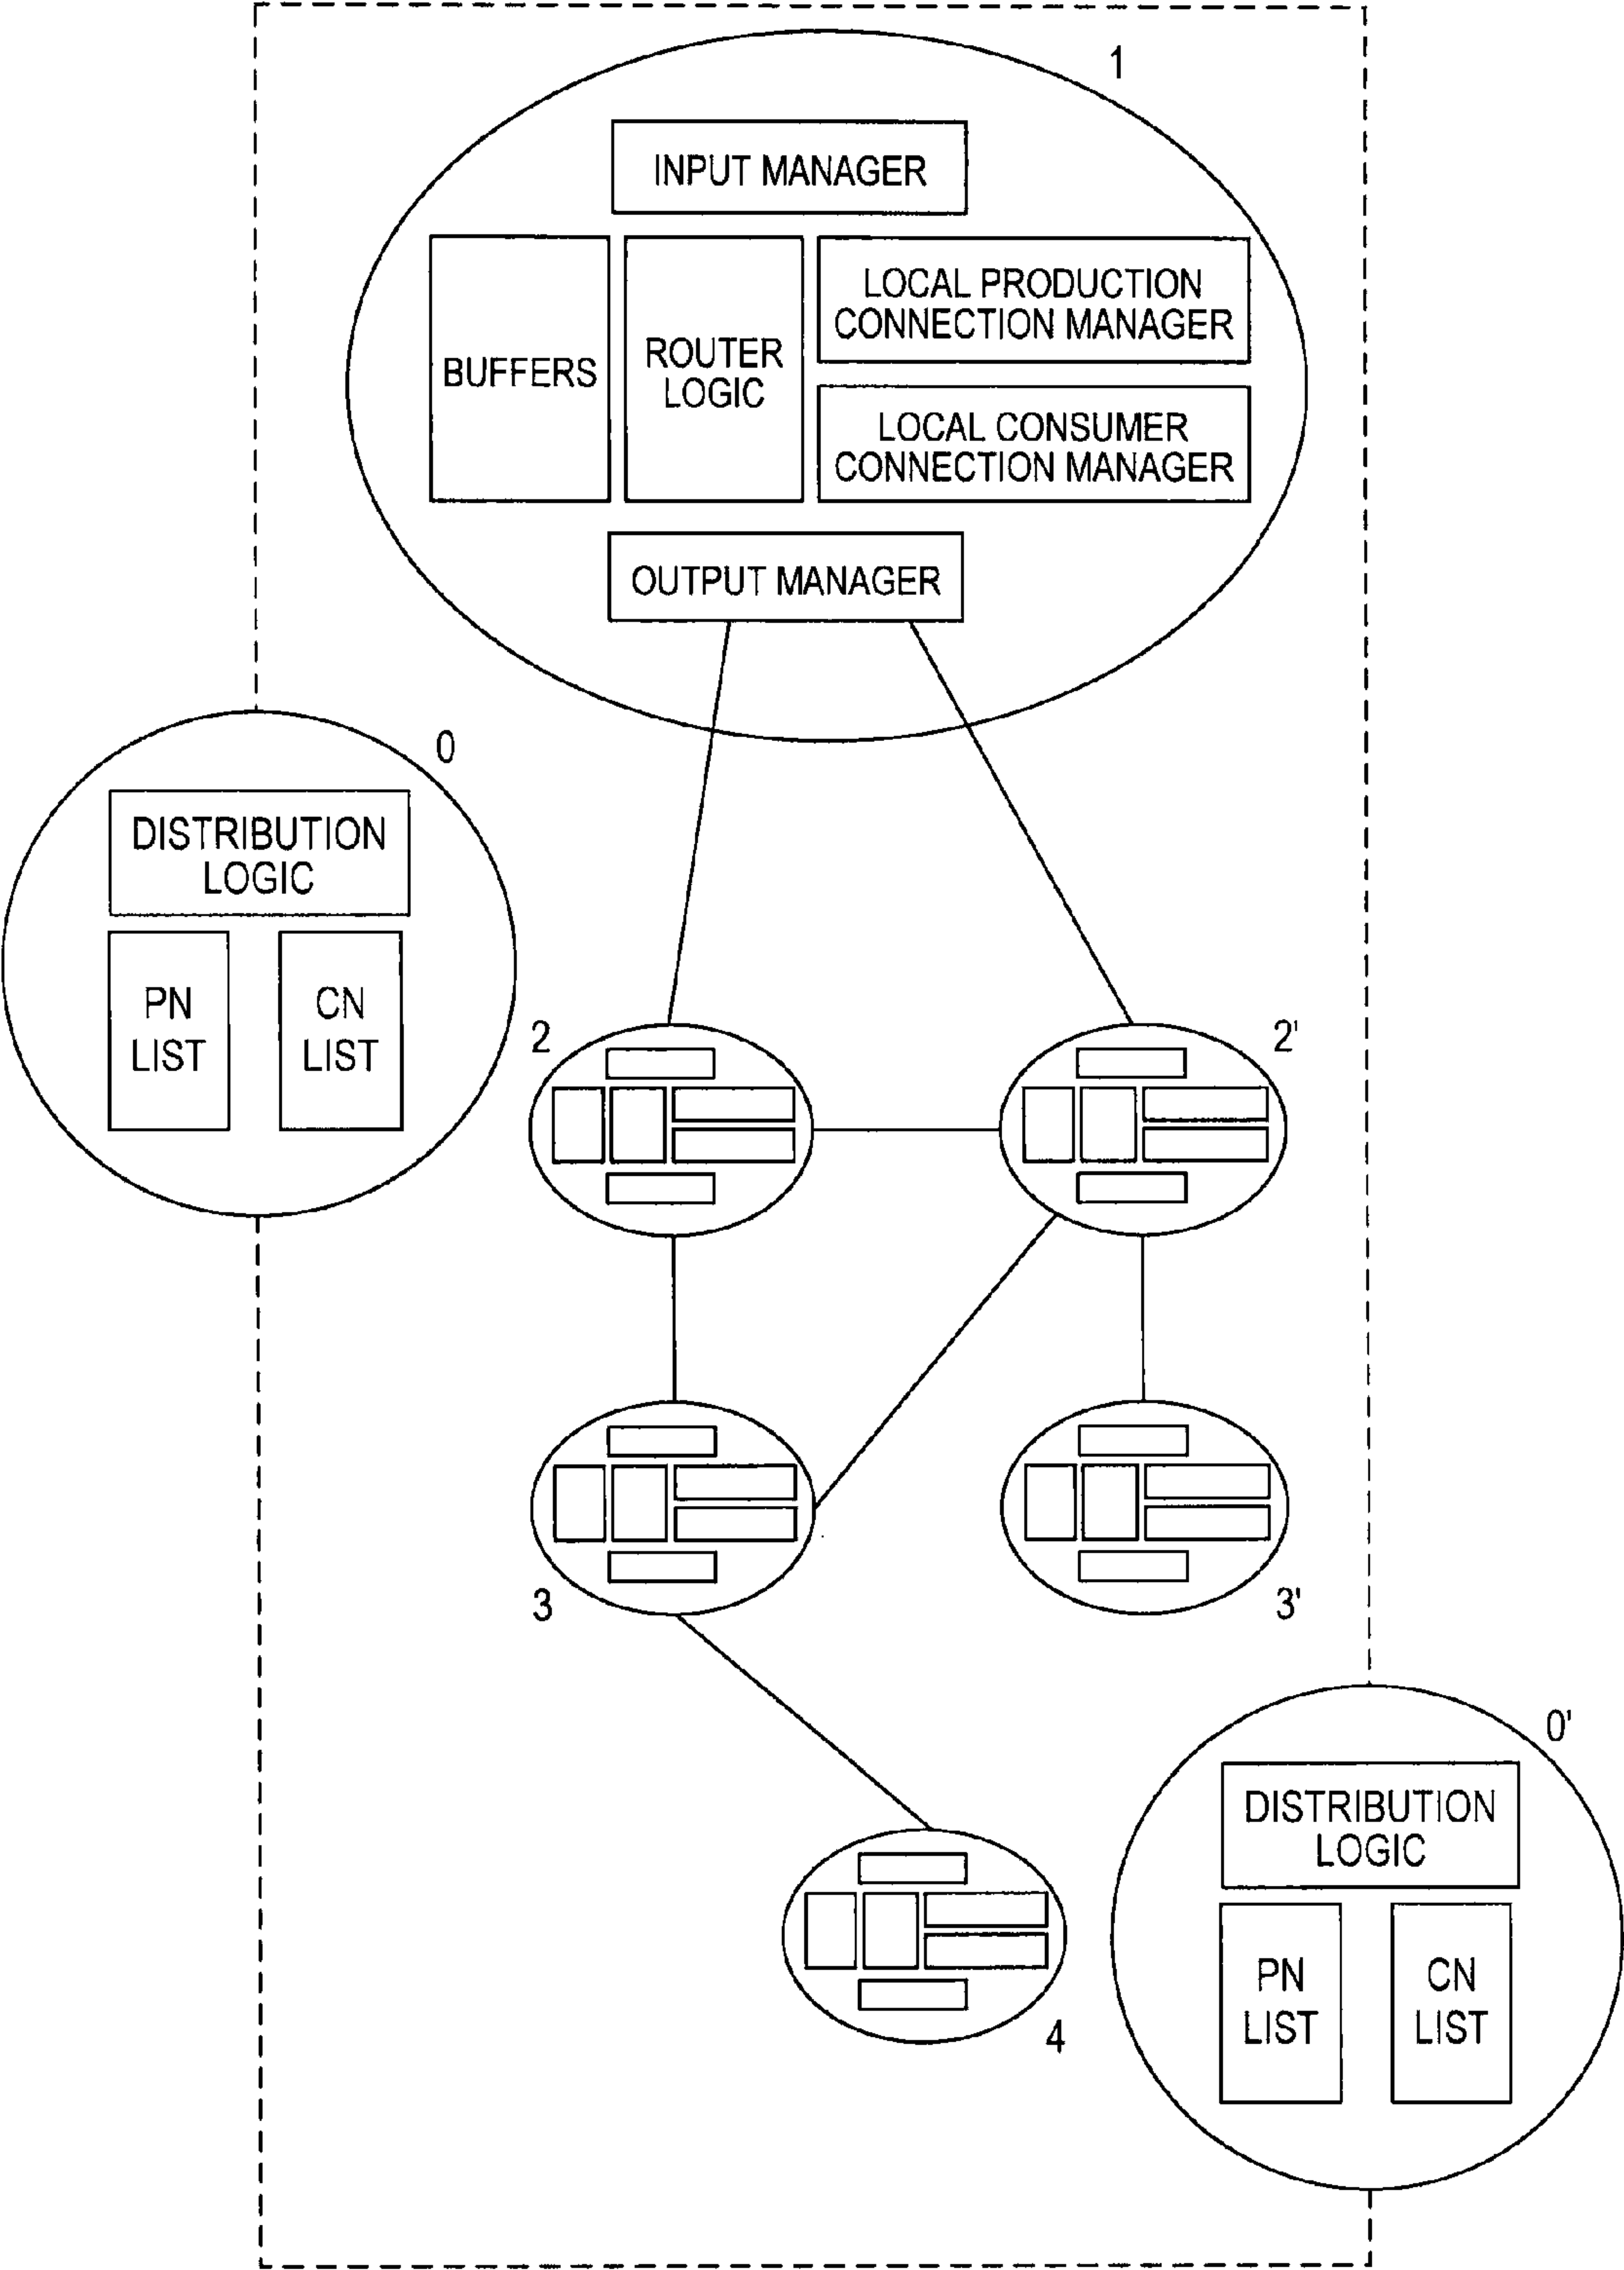 1
INPUT MANAGER
BUFFERS
ROUTER
LOGIC
LOCAL PRODUCTION
CONNECTION MANAGER
LOCAL CONSUMER
CONNECTION MANAGER
OUTPUT MANAGER
0
DISTRIBUTION
LOGIC
PN
LIST
CN
LIST
2
2'
3
3'
0'
DISTRIBUTION
LOGIC
PN
LIST
CN
LIST
4